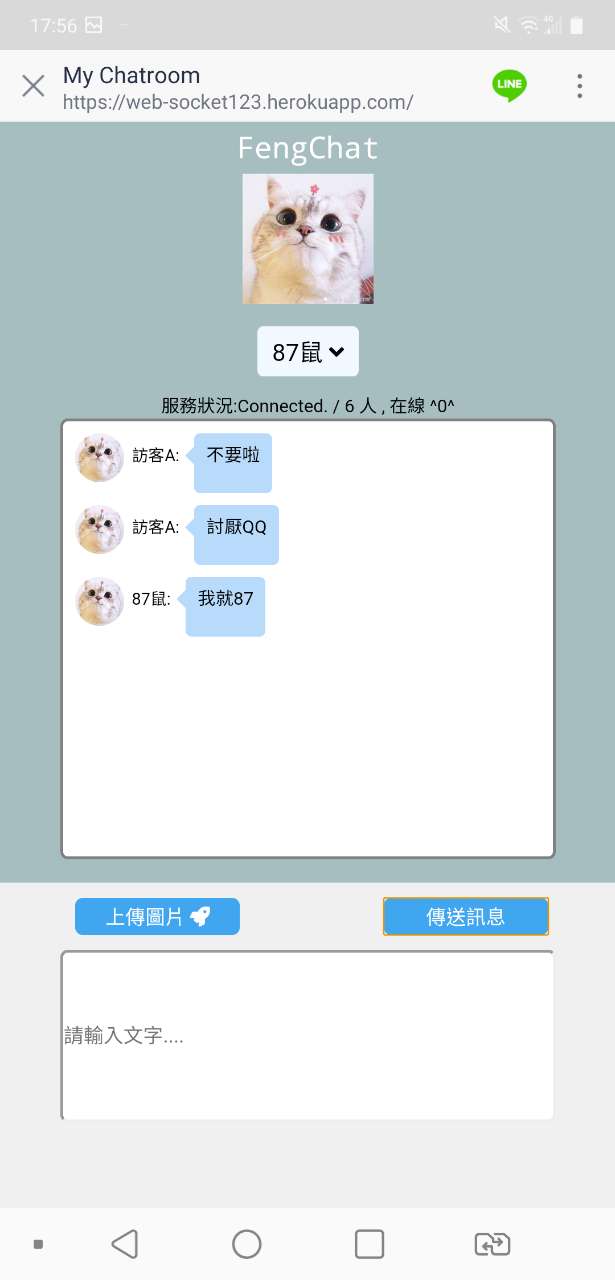 17:56
4G
My Chatroom
https://web-socket123.herokuapp.com/
LINE
FengChat
87鼠
服務狀況:Connected. / 6 人 , 在線 ^0^
訪客A: 不要啦
訪客A: 討厭QQ
87鼠: 我就87
上傳圖片 傳送訊息
請輸入文字....